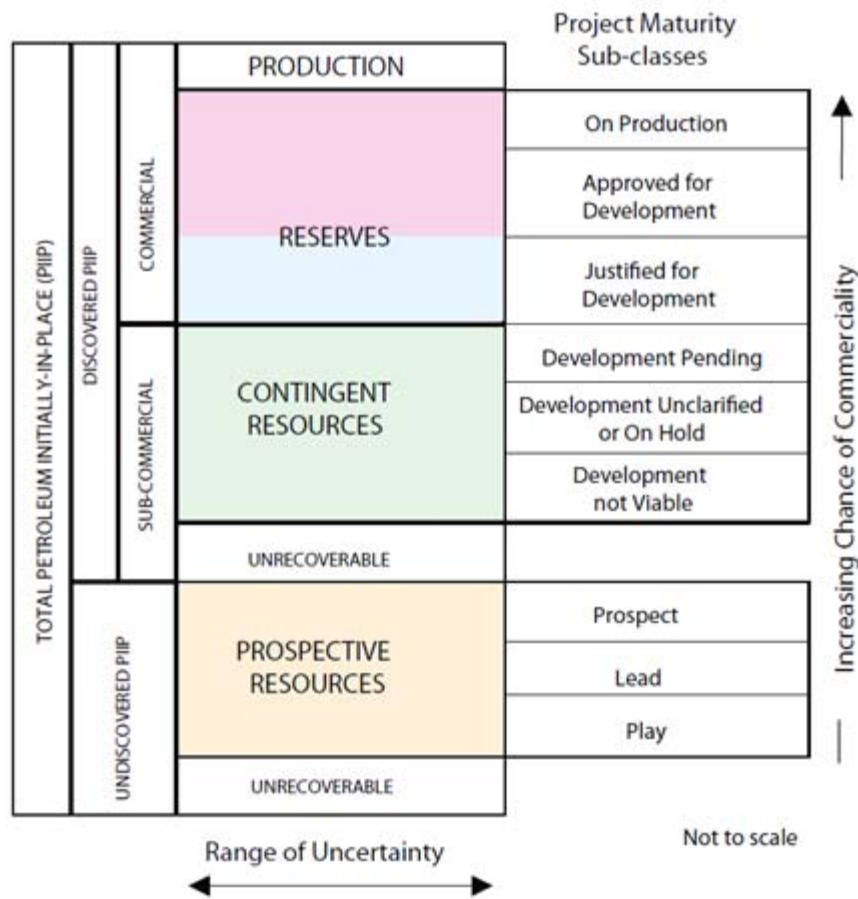 Project Maturity
Sub-classes
PRODUCTION
On Production
Approved for
Development
RESERVES
Justified for
Development
Development Pending
CONTINGENT
RESOURCES
Development Unclarified
or On Hold
Development
not Viable
UNRECOVERABLE
PROSPECTIVE
RESOURCES
Prospect
Lead
Play
UNRECOVERABLE
TOTAL PETROLEUM INITIALLY-IN-PLACE (PIIP)
DISCOVERED PIIP
UNDISCOVERED PIIP
COMMERCIAL
SUB-COMMERCIAL
Increasing Chance of Commerciality
Range of Uncertainty
Not to scale